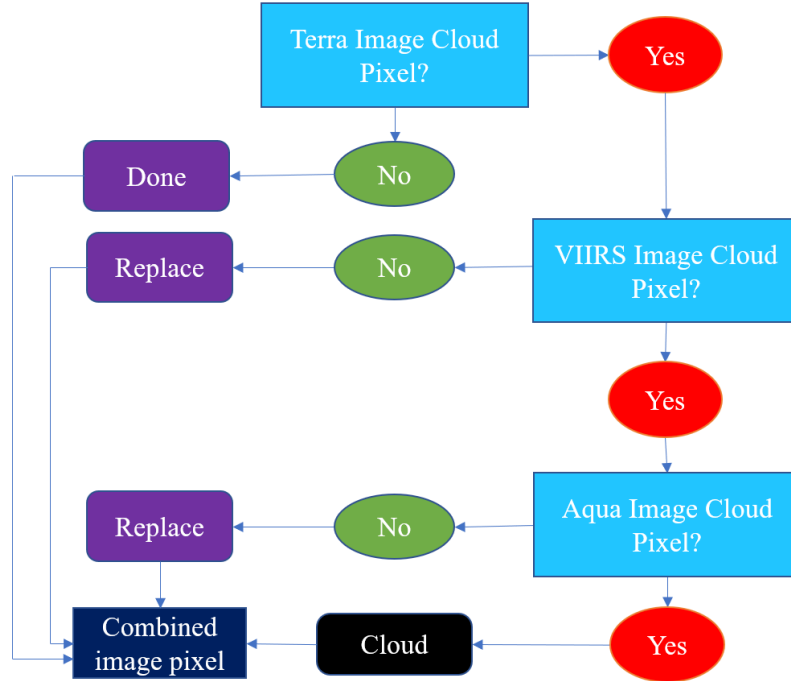 Terra Image Cloud
Pixel?
Yes
Done
No
Replace
No
VIIRS Image Cloud
Pixel?
Yes
Replace
No
Aqua Image Cloud
Pixel?
Combined
image pixel
Cloud
Yes